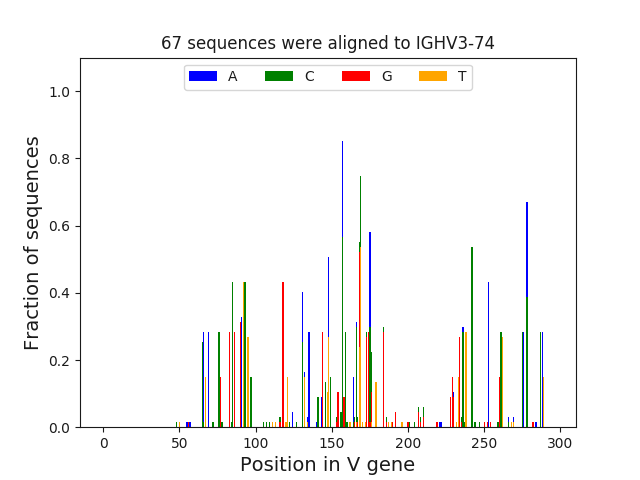 67 sequences were aligned to IGHV3-74
A C G T
1.0
0.8
0.6
0.4
0.2
0.0
Fraction of sequences
0 50 100 150 200 250 300
Position in V gene